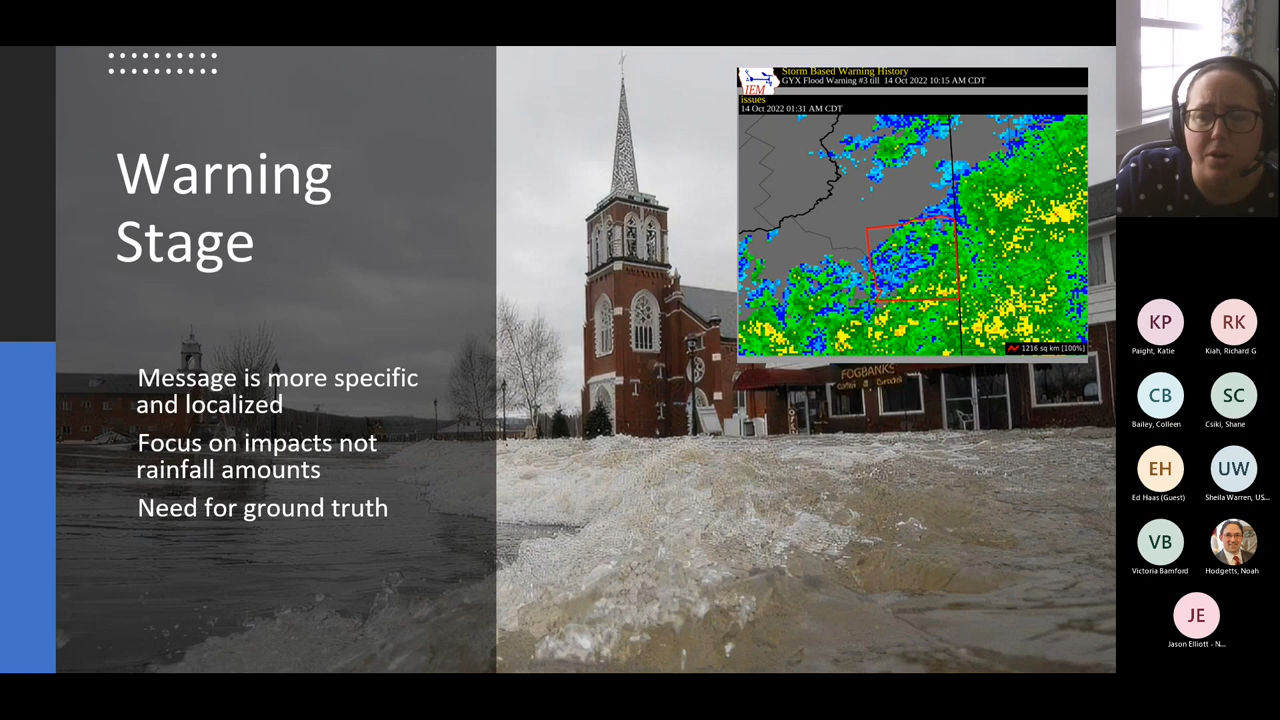 Warning
Stage
Message is more specific
and localized
Focus on impacts not
rainfall amounts
Need for ground truth
IEM
Storm Based Warning History
GYX Flood Warning #3 till 14 Oct 2022 10:15 AM CDT
issues
14 Oct 2022 01:31 AM CDT
1216 sq km [100%]
FOGBANKS
KP
Paight, Katie
RK
Kiah, Richard G
CB
Bailey, Colleen
SC
Csiki, Shane
EH
Ed Haas (Guest)
UW
Sheila Warren, US...
VB
Victoria Bamford
Hodgetts, Noah
JE
Jason Elliott - N...